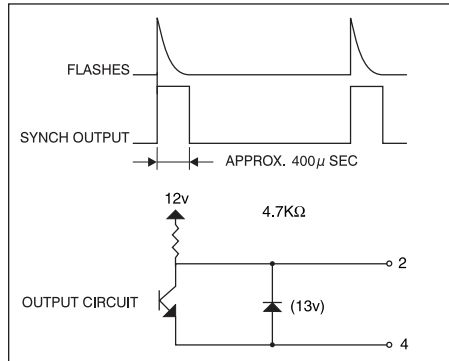 FLASHES
SYNCH OUTPUT
APPROX. 400μ SEC
12v
4.7KΩ
2
OUTPUT CIRCUIT
(13v)
4